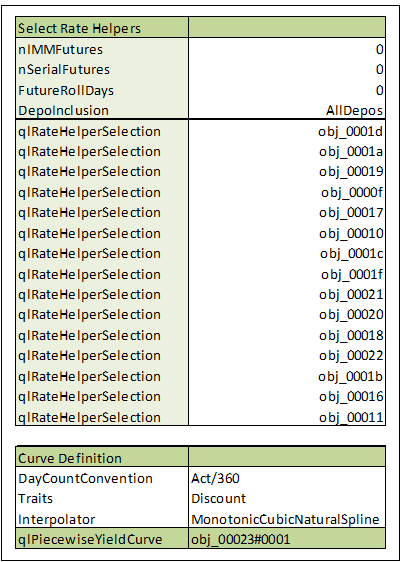 Select Rate Helpers
nIMMFutures 0
nSerialFutures 0
FutureRollDays 0
DepoInclusion AllDepos
qlRateHelperSelection obj_0001d
qlRateHelperSelection obj_0001a
qlRateHelperSelection obj_00019
qlRateHelperSelection obj_0000f
qlRateHelperSelection obj_00017
qlRateHelperSelection obj_00010
qlRateHelperSelection obj_0001c
qlRateHelperSelection obj_0001f
qlRateHelperSelection obj_00021
qlRateHelperSelection obj_00020
qlRateHelperSelection obj_00018
qlRateHelperSelection obj_00022
qlRateHelperSelection obj_0001b
qlRateHelperSelection obj_00016
qlRateHelperSelection obj_00011
Curve Definition
DayCountConvention Act/360
Traits Discount
Interpolator MonotonicCubicNaturalSpline
qlPiecewiseYieldCurve obj_00023#0001